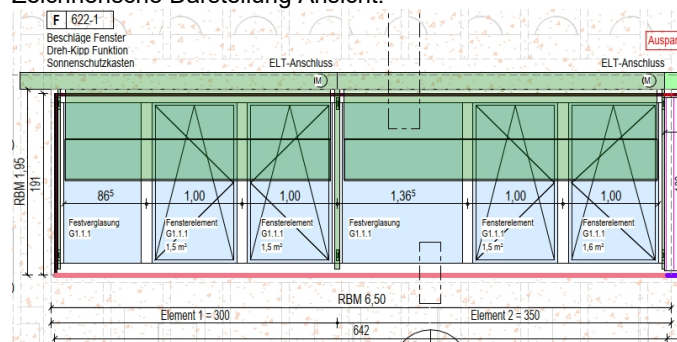 Zeichnerische Darstellung Ansicht:
F 622-1
Beschläge Fenster
Dreh-Kipp Funktion
Sonnenschutzkasten
ELT-Anschluss
ELT-Anschluss
Auspar
M
M
RBM 1,95
191
86⁵
1,00
1,00
1,36⁵
1,00
1,00
Festverglasung
G1.1.1
Fensterelement
G1.1.1
1,5 m²
Fensterelement
G1.1.1
1,5 m²
Festverglasung
G1.1.1
Fensterelement
G1.1.1
1,5 m²
Fensterelement
G1.1.1
1,6 m²
RBM 6,50
Element 1 = 300
Element 2 = 350
642